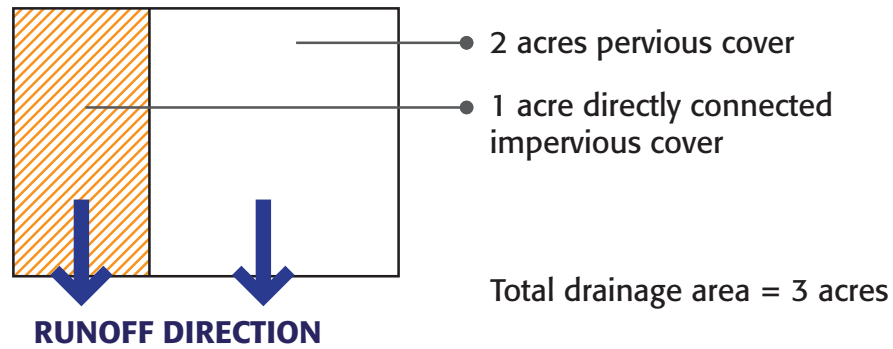 2 acres pervious cover
1 acre directly connected
impervious cover
Total drainage area = 3 acres
RUNOFF DIRECTION